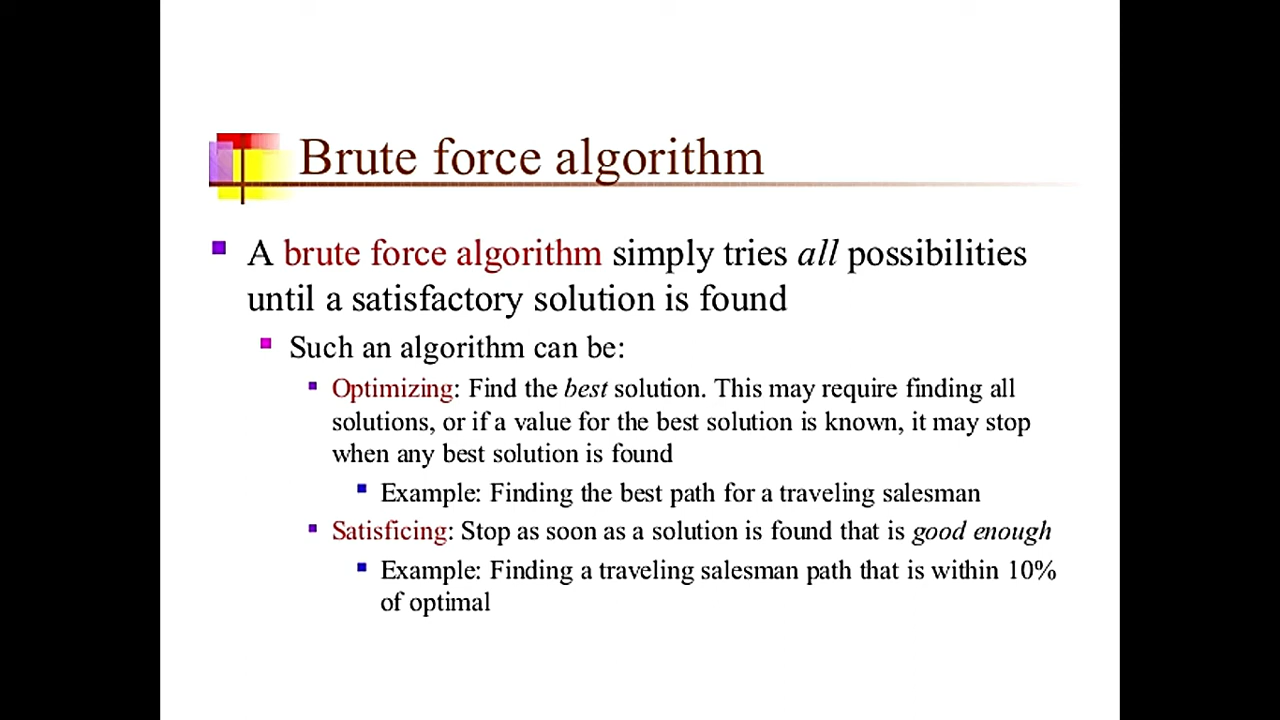 Brute force algorithm
A brute force algorithm simply tries all possibilities
until a satisfactory solution is found
Such an algorithm can be:
Optimizing: Find the best solution. This may require finding all
solutions, or if a value for the best solution is known, it may stop
when any best solution is found
Example: Finding the best path for a traveling salesman
Satisficing: Stop as soon as a solution is found that is good enough
Example: Finding a traveling salesman path that is within 10%
of optimal